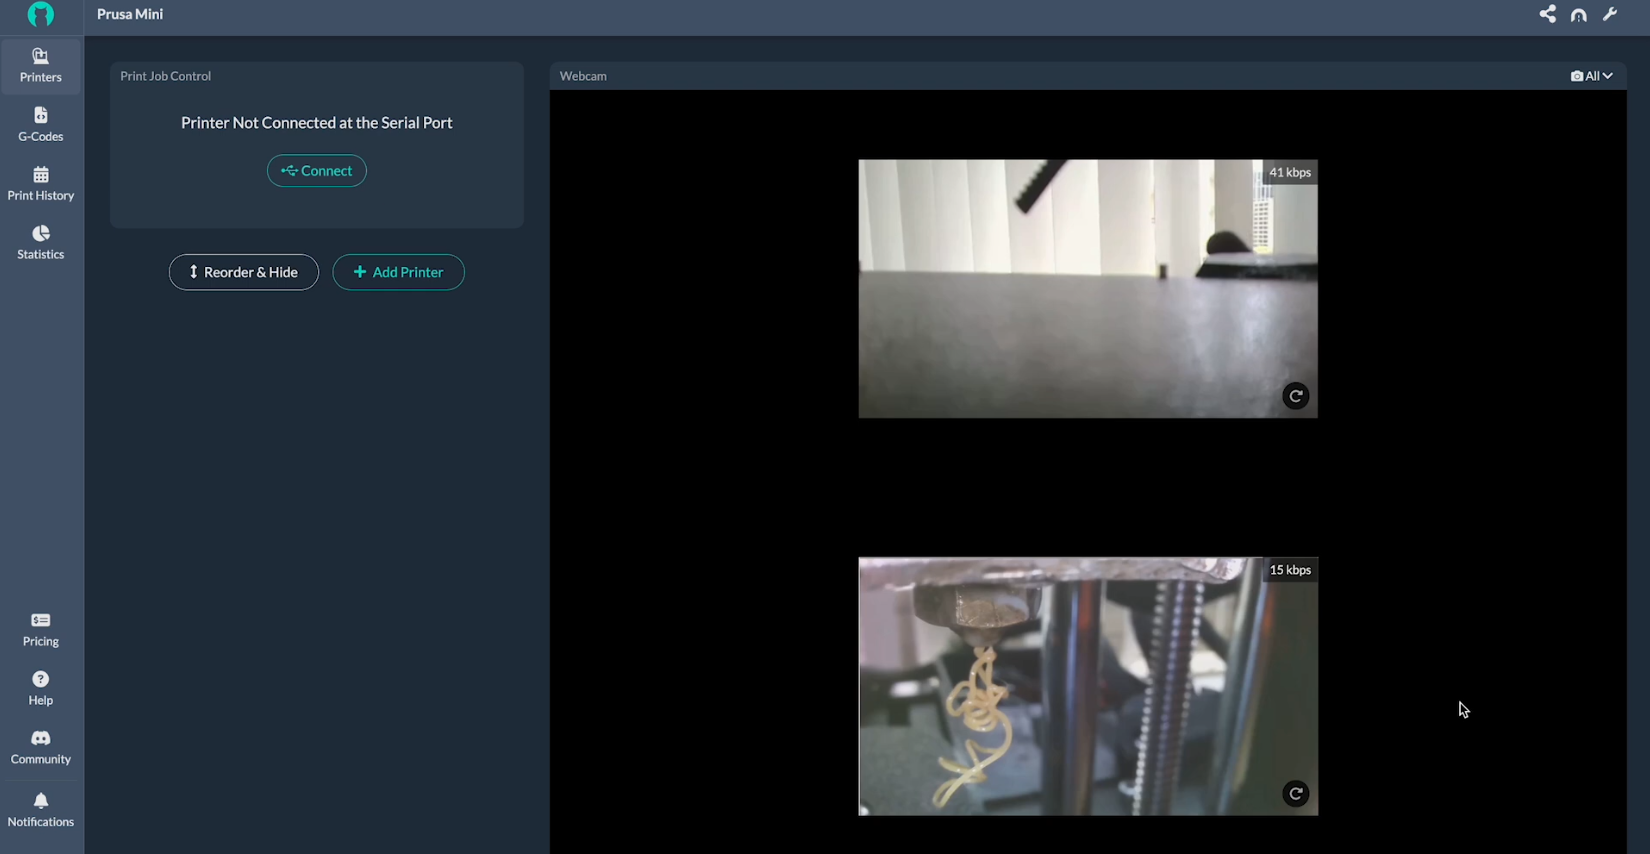 Prusa Mini
Printers
G-Codes
Print History
Statistics
Pricing
Help
Community
Notifications
Print Job Control
Printer Not Connected at the Serial Port
Connect
Reorder & Hide
Add Printer
Webcam
All
41 kbps
15 kbps